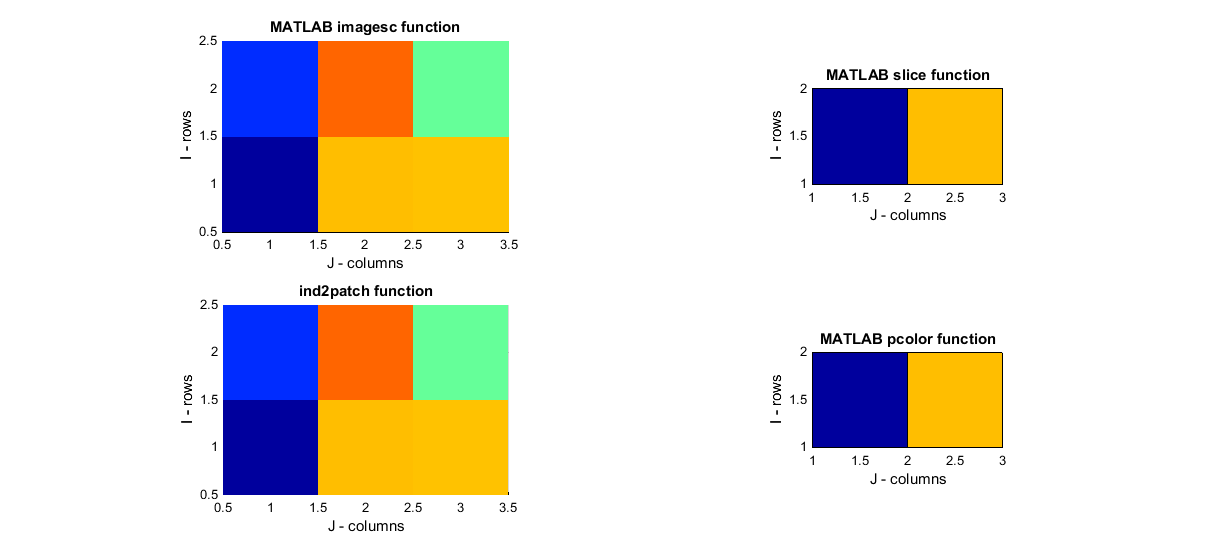 MATLAB imagesc function
2.5
2
1.5
1
0.5
I - rows
0.5 1 1.5 2 2.5 3 3.5
J - columns
MATLAB slice function
2
1.5
1
I - rows
1 1.5 2 2.5 3
J - columns
ind2patch function
2.5
2
1.5
1
0.5
I - rows
0.5 1 1.5 2 2.5 3 3.5
J - columns
MATLAB pcolor function
2
1.5
1
I - rows
1 1.5 2 2.5 3
J - columns